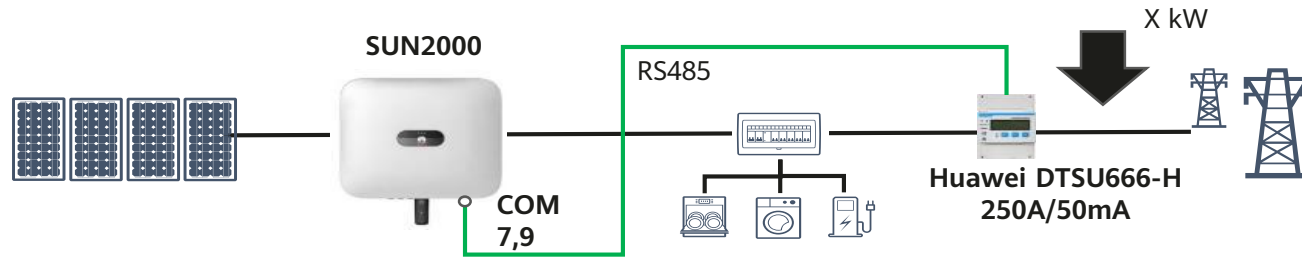 X kW
SUN2000
RS485
Huawei DTSU666-H
250A/50mA
COM
7,9